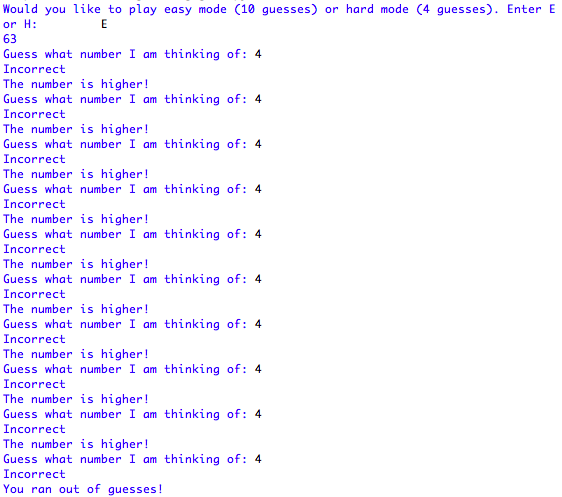 Would you like to play easy mode (10 guesses) or hard mode (4 guesses). Enter E
or H:         E
63
Guess what number I am thinking of: 4
Incorrect
The number is higher!
Guess what number I am thinking of: 4
Incorrect
The number is higher!
Guess what number I am thinking of: 4
Incorrect
The number is higher!
Guess what number I am thinking of: 4
Incorrect
The number is higher!
Guess what number I am thinking of: 4
Incorrect
The number is higher!
Guess what number I am thinking of: 4
Incorrect
The number is higher!
Guess what number I am thinking of: 4
Incorrect
The number is higher!
Guess what number I am thinking of: 4
Incorrect
The number is higher!
Guess what number I am thinking of: 4
Incorrect
The number is higher!
Guess what number I am thinking of: 4
Incorrect
You ran out of guesses!